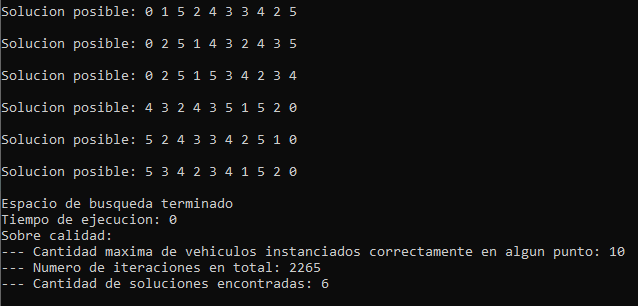 Solucion posible: 0 1 5 2 4 3 3 4 2 5
Solucion posible: 0 2 5 1 4 3 2 4 3 5
Solucion posible: 0 2 5 1 5 3 4 2 3 4
Solucion posible: 4 3 2 4 3 5 1 5 2 0
Solucion posible: 5 2 4 3 3 4 2 5 1 0
Solucion posible: 5 3 4 2 3 4 1 5 2 0
Espacio de busqueda terminado
Tiempo de ejecucion: 0
Sobre calidad:
--- Cantidad maxima de vehiculos instanciados correctamente en algun punto: 10
--- Numero de iteraciones en total: 2265
--- Cantidad de soluciones encontradas: 6